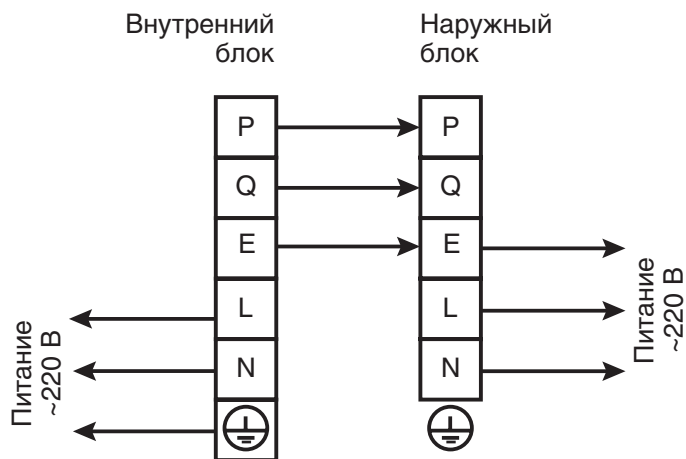 Внутренний
блок
Наружный
блок
P
P
Q
Q
E
E
L
L
N
N
Питание
~220 В
Питание
~220 В